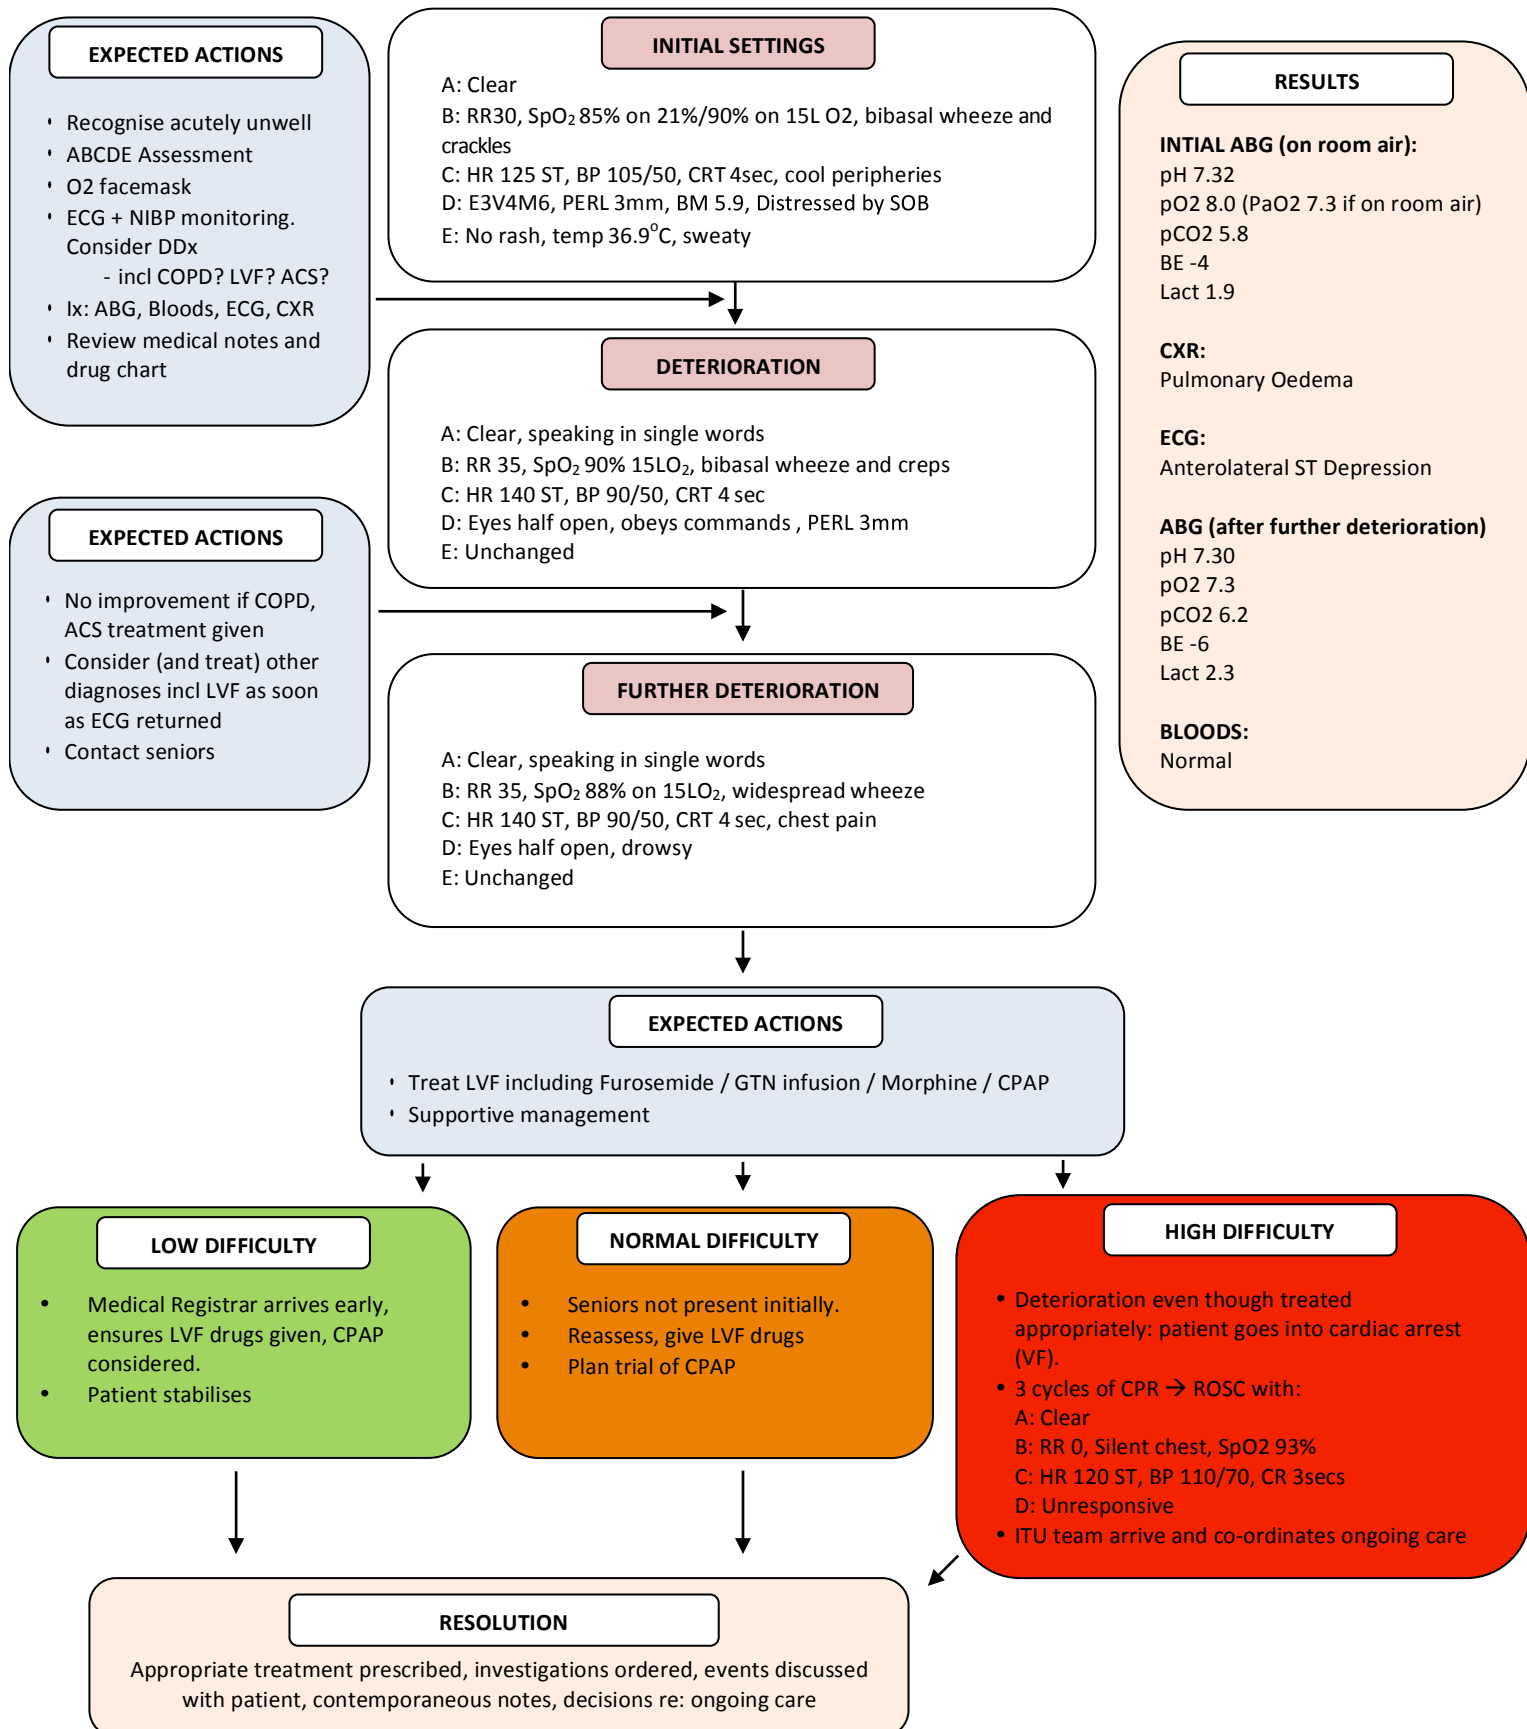 EXPECTED ACTIONS
• Recognise acutely unwell
• ABCDE Assessment
• O2 facemask
• ECG + NIBP monitoring.
Consider DDx
- incl COPD? LVF? ACS?
• Ix: ABG, Bloods, ECG, CXR
• Review medical notes and
drug chart
INITIAL SETTINGS
A: Clear
B: RR30, SpO₂ 85% on 21%/90% on 15L O2, bibasal wheeze and
crackles
C: HR 125 ST, BP 105/50, CRT 4sec, cool peripheries
D: E3V4M6, PERL 3mm, BM 5.9, Distressed by SOB
E: No rash, temp 36.9°C, sweaty
RESULTS
INTIAL ABG (on room air):
pH 7.32
pO2 8.0 (PaO2 7.3 if on room air)
pCO2 5.8
BE -4
Lact 1.9
CXR:
Pulmonary Oedema
ECG:
Anterolateral ST Depression
ABG (after further deterioration)
pH 7.30
pO2 7.3
pCO2 6.2
BE -6
Lact 2.3
BLOODS:
Normal
DETERIORATION
A: Clear, speaking in single words
B: RR 35, SpO₂ 90% 15LO₂, bibasal wheeze and creps
C: HR 140 ST, BP 90/50, CRT 4 sec
D: Eyes half open, obeys commands , PERL 3mm
E: Unchanged
EXPECTED ACTIONS
• No improvement if COPD,
ACS treatment given
• Consider (and treat) other
diagnoses incl LVF as soon
as ECG returned
• Contact seniors
FURTHER DETERIORATION
A: Clear, speaking in single words
B: RR 35, SpO₂ 88% on 15LO₂, widespread wheeze
C: HR 140 ST, BP 90/50, CRT 4 sec, chest pain
D: Eyes half open, drowsy
E: Unchanged
EXPECTED ACTIONS
• Treat LVF including Furosemide / GTN infusion / Morphine / CPAP
• Supportive management
LOW DIFFICULTY
• Medical Registrar arrives early,
ensures LVF drugs given, CPAP
considered.
• Patient stabilises
NORMAL DIFFICULTY
• Seniors not present initially.
• Reassess, give LVF drugs
• Plan trial of CPAP
HIGH DIFFICULTY
• Deterioration even though treated
appropriately: patient goes into cardiac arrest
(VF).
• 3 cycles of CPR → ROSC with:
A: Clear
B: RR 0, Silent chest, SpO2 93%
C: HR 120 ST, BP 110/70, CR 3secs
D: Unresponsive
• ITU team arrive and co-ordinates ongoing care
RESOLUTION
Appropriate treatment prescribed, investigations ordered, events discussed
with patient, contemporaneous notes, decisions re: ongoing care